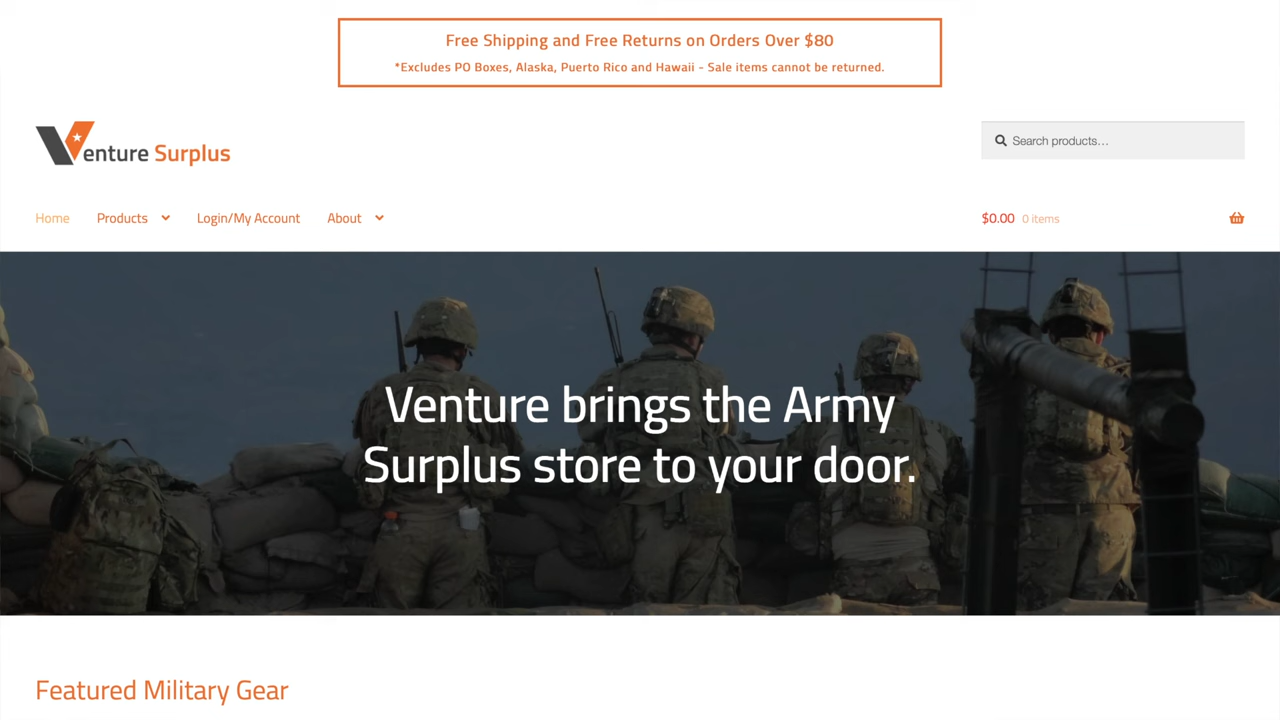 Free Shipping and Free Returns on Orders Over $80
*Excludes PO Boxes, Alaska, Puerto Rico and Hawaii - Sale items cannot be returned.
Venture Surplus
Search products…
Home Products Login/My Account About $0.00 0 items
Venture brings the Army
Surplus store to your door.
Featured Military Gear